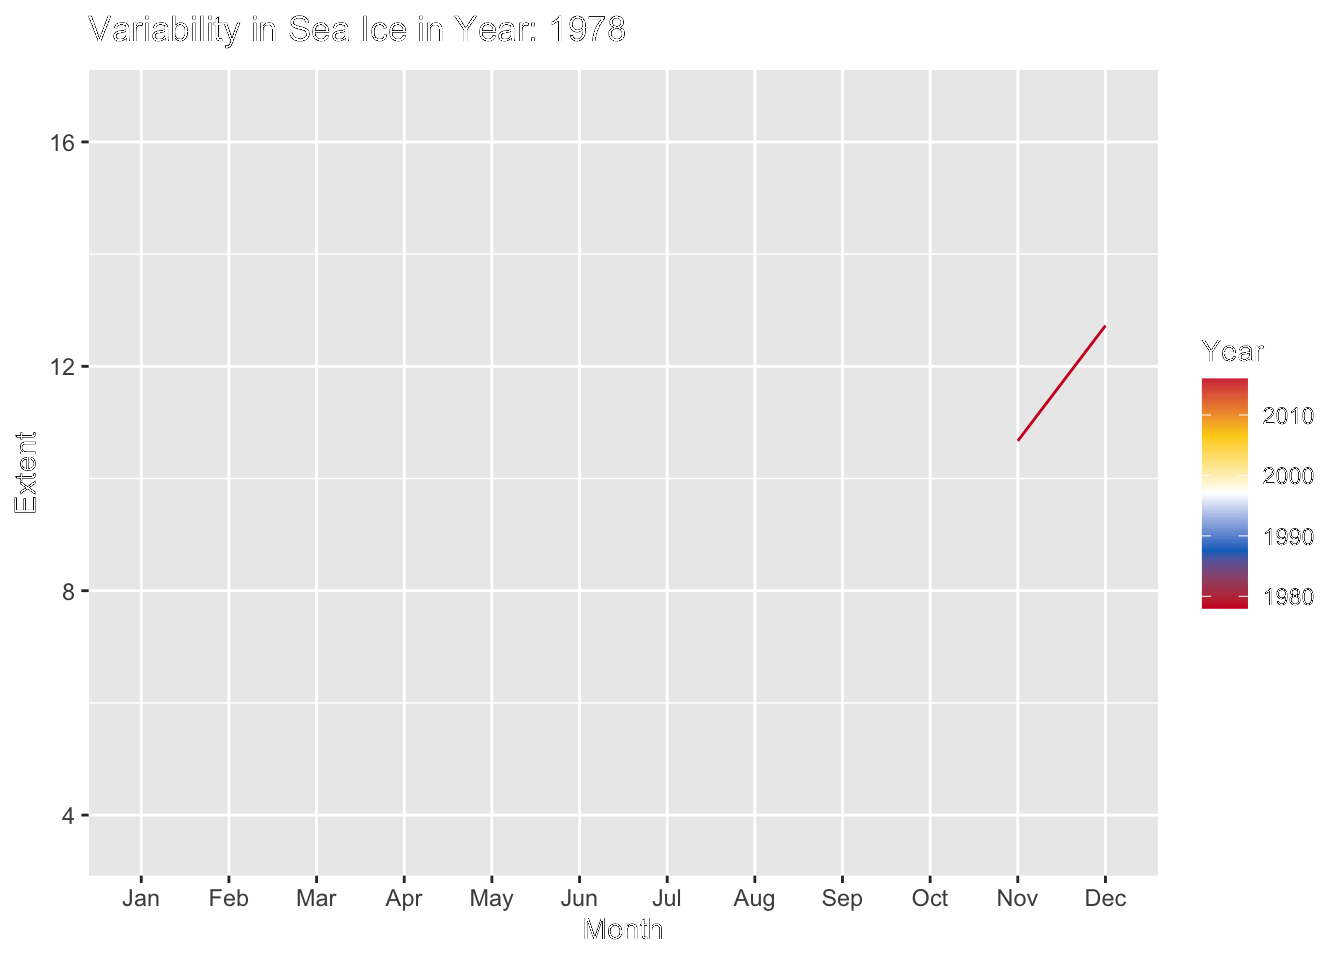 Variability in Sea Ice in Year: 1978
16
12
8
4
Extent
Jan Feb Mar Apr May Jun Jul Aug Sep Oct Nov Dec
Month
Year
2010
2000
1990
1980